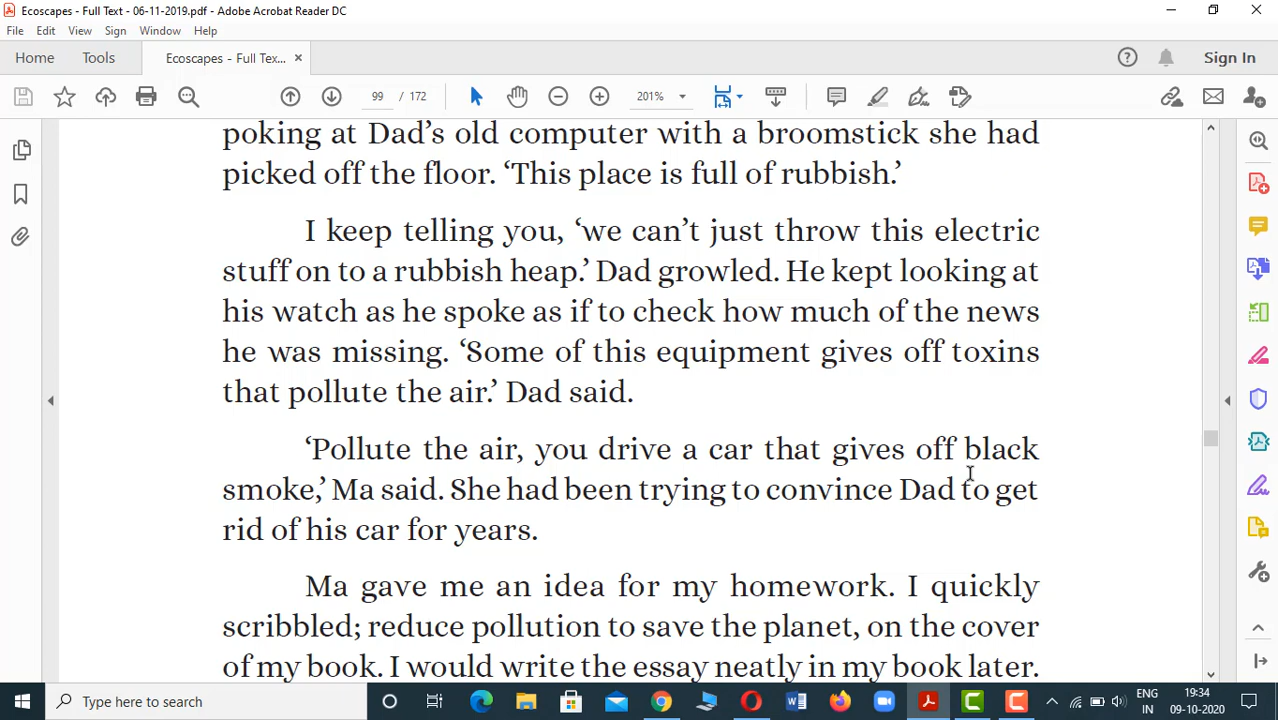 Ecoscapes - Full Text - 06-11-2019.pdf - Adobe Acrobat Reader DC
File Edit View Sign Window Help
Home Tools Ecoscapes - Full Tex... × Sign In
99 / 172 201%
poking at Dad’s old computer with a broomstick she had
picked off the floor. ‘This place is full of rubbish.’
I keep telling you, ‘we can’t just throw this electric
stuff on to a rubbish heap.’ Dad growled. He kept looking at
his watch as he spoke as if to check how much of the news
he was missing. ‘Some of this equipment gives off toxins
that pollute the air.’ Dad said.
‘Pollute the air, you drive a car that gives off black
smoke,’ Ma said. She had been trying to convince Dad to get
rid of his car for years.
Ma gave me an idea for my homework. I quickly
scribbled; reduce pollution to save the planet, on the cover
of my book. I would write the essay neatly in my book later.
Type here to search
ENG 19:34
IN 09-10-2020